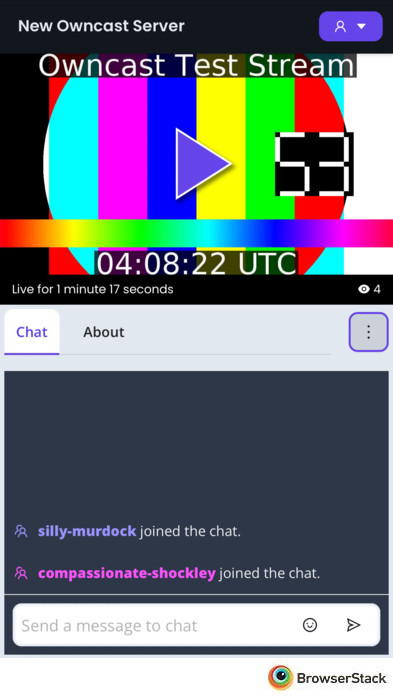 New Owncast Server
Owncast Test Stream
53
04:08:22 UTC
Live for 1 minute 17 seconds
4
Chat
About
silly-murdock joined the chat.
compassionate-shockley joined the chat.
Send a message to chat
BrowserStack